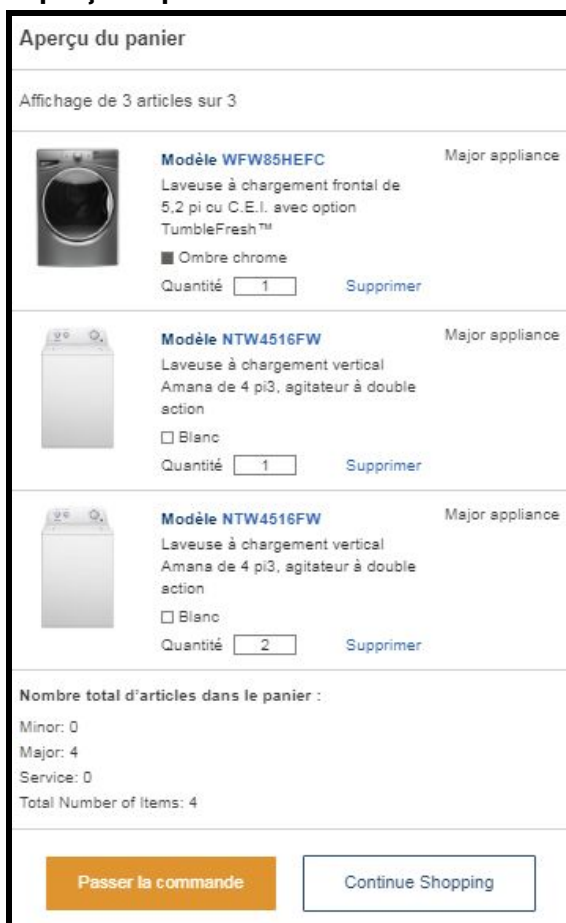 Aperçu du panier
Affichage de 3 articles sur 3
Modèle WFW85HEFC
Major appliance
Laveuse à chargement frontal de
5,2 pi cu C.E.I. avec option
TumbleFresh™
Ombre chrome
Quantité 1 Supprimer
Modèle NTW4516FW
Major appliance
Laveuse à chargement vertical
Amana de 4 pi3, agitateur à double
action
Blanc
Quantité 1 Supprimer
Modèle NTW4516FW
Major appliance
Laveuse à chargement vertical
Amana de 4 pi3, agitateur à double
action
Blanc
Quantité 2 Supprimer
Nombre total d'articles dans le panier :
Minor: 0
Major: 4
Service: 0
Total Number of Items: 4
Passer la commande
Continue Shopping